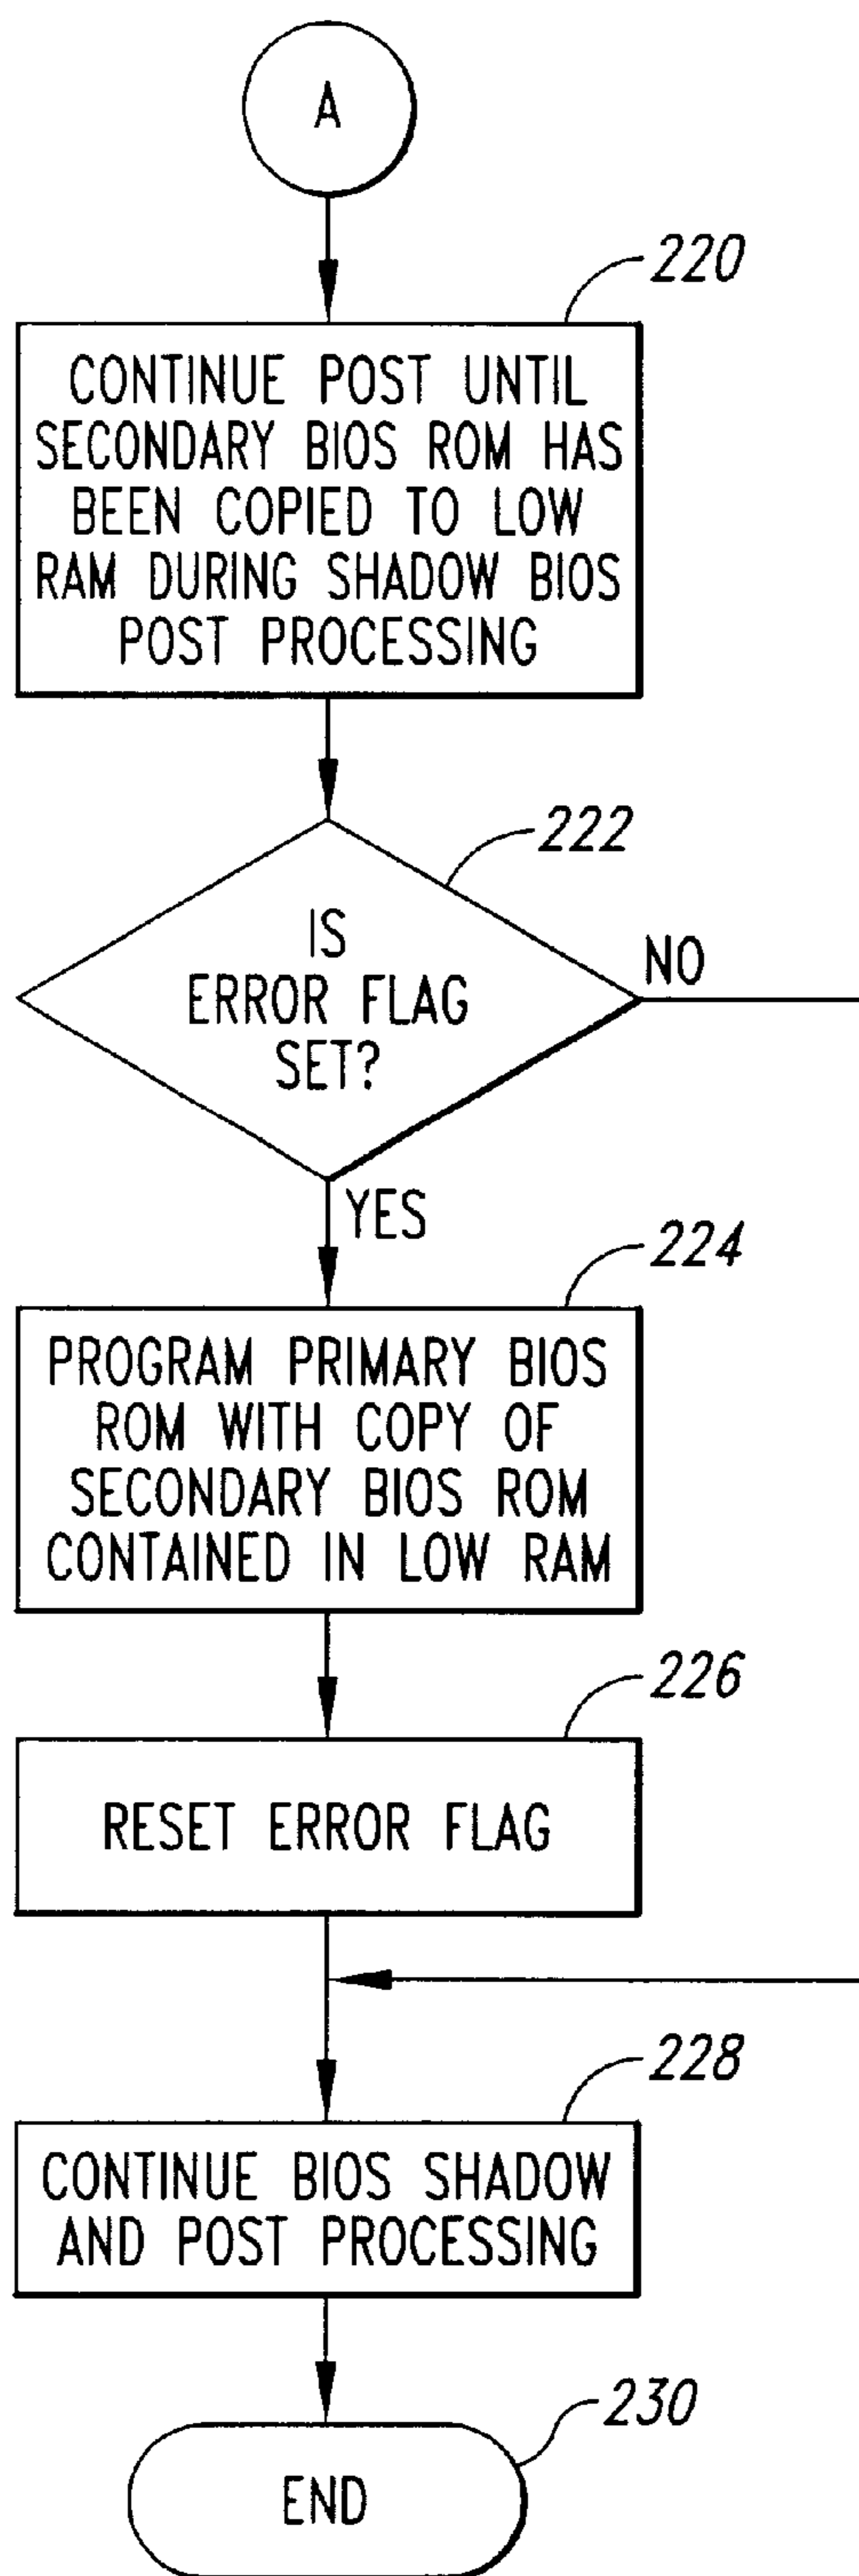 A
220
CONTINUE POST UNTIL
SECONDARY BIOS ROM HAS
BEEN COPIED TO LOW
RAM DURING SHADOW BIOS
POST PROCESSING
222
IS
ERROR FLAG
SET?
NO
YES
224
PROGRAM PRIMARY BIOS
ROM WITH COPY OF
SECONDARY BIOS ROM
CONTAINED IN LOW RAM
226
RESET ERROR FLAG
228
CONTINUE BIOS SHADOW
AND POST PROCESSING
230
END